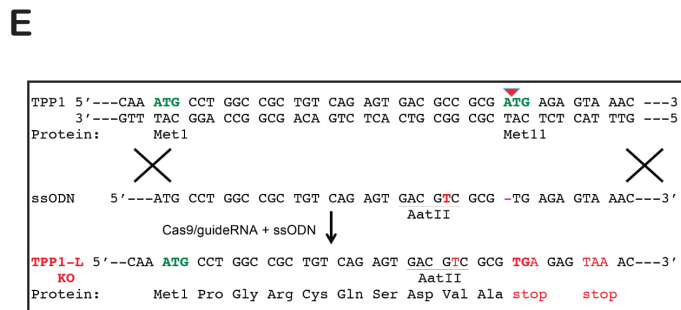 E
TPP1 5′---CAA ATG CCT GGC CGC TGT CAG AGT GAC GCC GCG ATG AGA GTA AAC ---3
3′---GTT TAC GGA CCG GCG ACA GTC TCA CTG CGG CGC TAC TCT CAT TTG ---5
Protein: Met1 Met11
ssODN 5′---ATG CCT GGC CGC TGT CAG AGT GAC GTC GCG -TG AGA GTA AAC---3′
AatII
Cas9/guideRNA + ssODN
TPP1-L 5′--CAA ATG CCT GGC CGC TGT CAG AGT GAC GTC GCG TGA GAG TAA AC---3′
KO AatII
Protein: Met1 Pro Gly Arg Cys Gln Ser Asp Val Ala stop stop